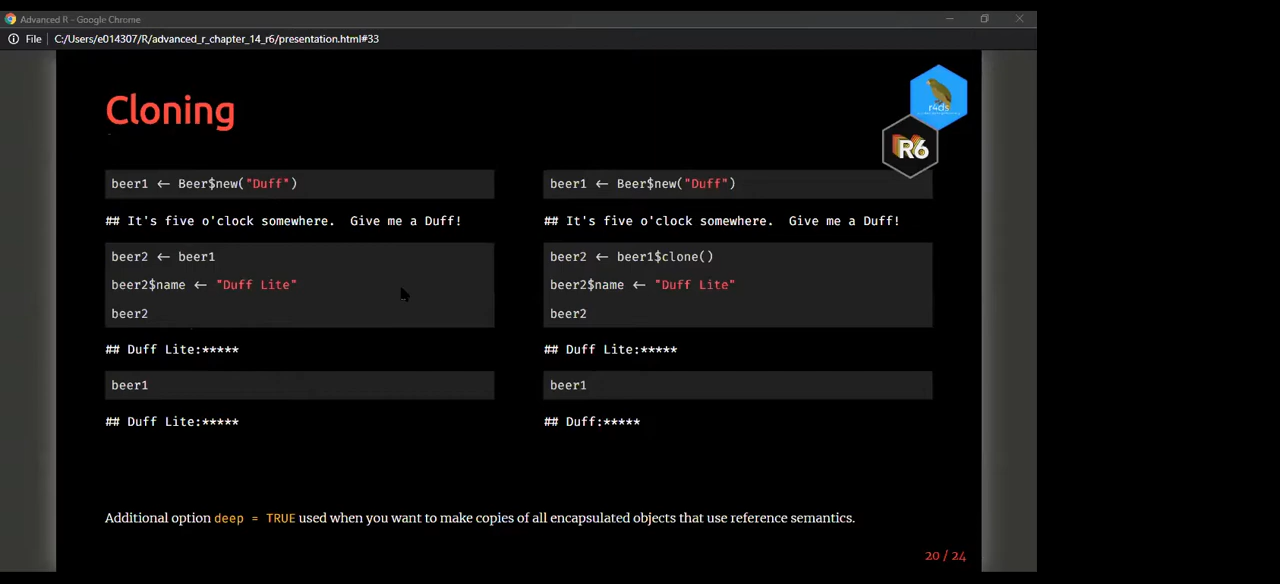 Advanced R - Google Chrome
File C:/Users/e014307/R/advanced_r_chapter_14_r6/presentation.html#33
Cloning
r4ds
R6
beer1 ← Beer$new("Duff")
## It's five o'clock somewhere.  Give me a Duff!
beer2 ← beer1
beer2$name ← "Duff Lite"
beer2
## Duff Lite:*****
beer1
## Duff Lite:*****
beer1 ← Beer$new("Duff")
## It's five o'clock somewhere.  Give me a Duff!
beer2 ← beer1$clone()
beer2$name ← "Duff Lite"
beer2
## Duff Lite:*****
beer1
## Duff:*****
Additional option deep = TRUE used when you want to make copies of all encapsulated objects that use reference semantics.
20 / 24